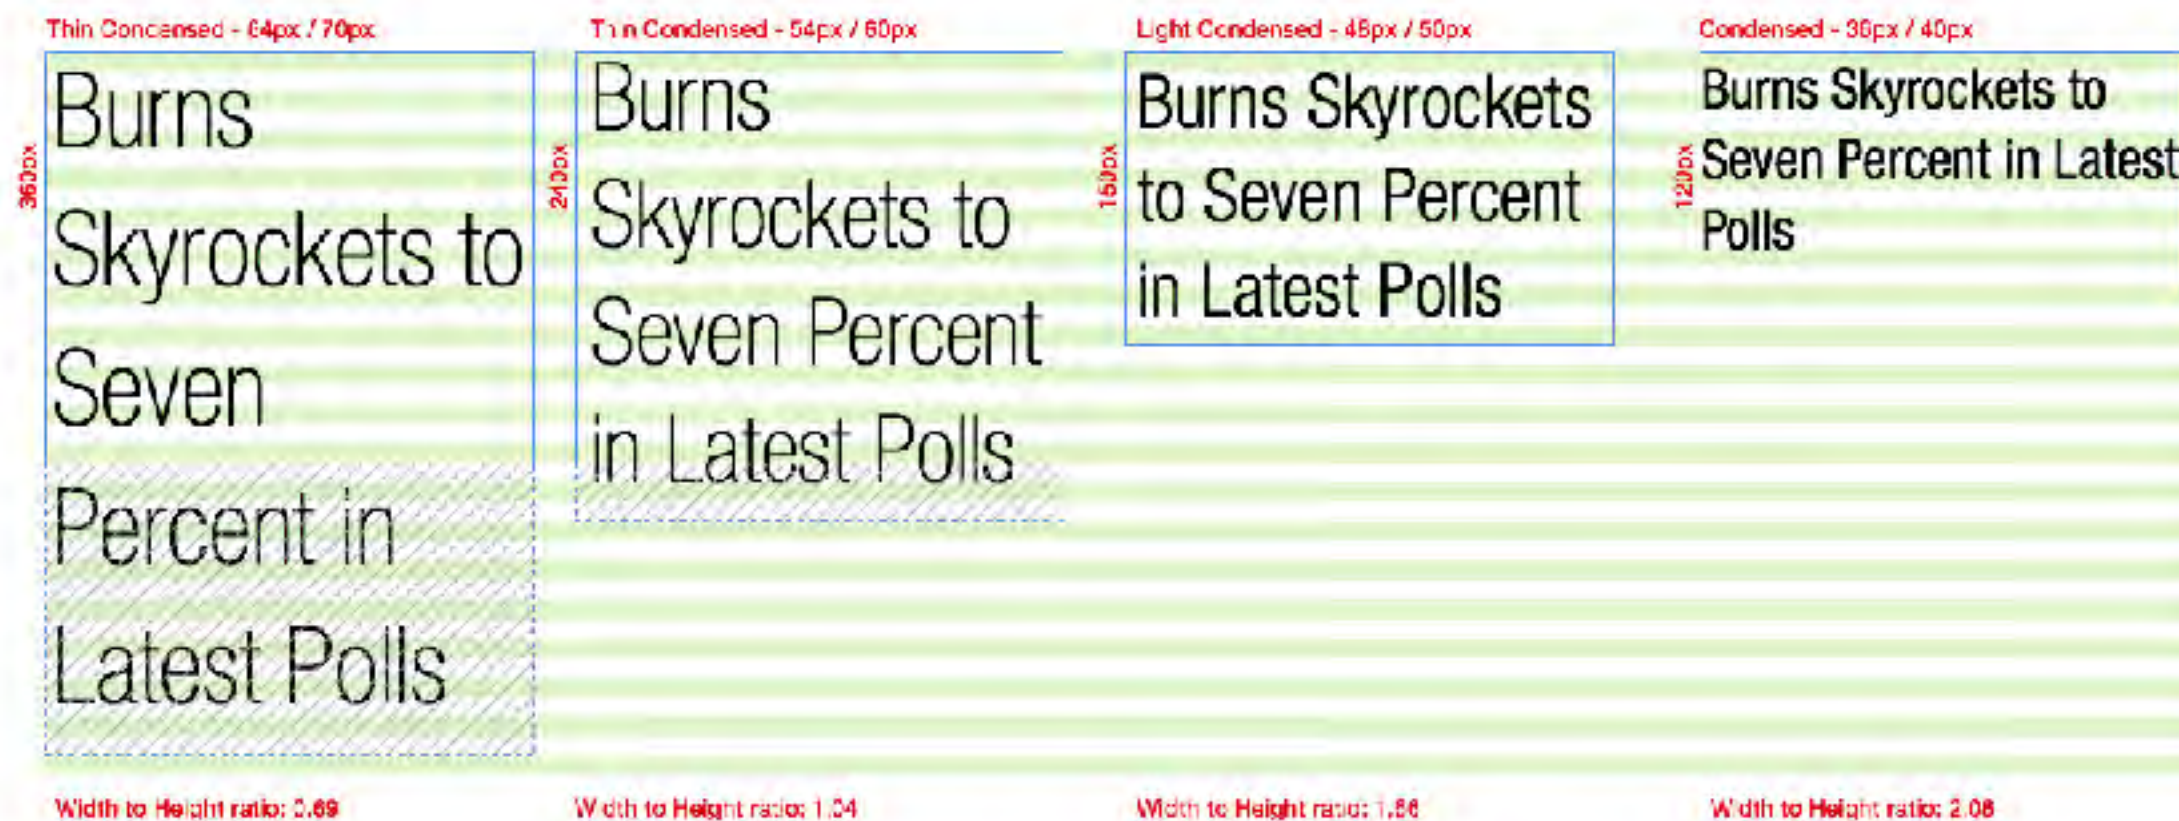 Thin Condensed - 64px / 70px
360px
Burns
Skyrockets to
Seven
Percent in
Latest Polls
Width to Height ratio: 0.69
Thin Condensed - 54px / 60px
240px
Burns
Skyrockets to
Seven Percent
in Latest Polls
Width to Height ratio: 1.04
Light Condensed - 48px / 50px
150px
Burns Skyrockets
to Seven Percent
in Latest Polls
Width to Height ratio: 1.66
Condensed - 36px / 40px
120px
Burns Skyrockets to
Seven Percent in Latest
Polls
Width to Height ratio: 2.08